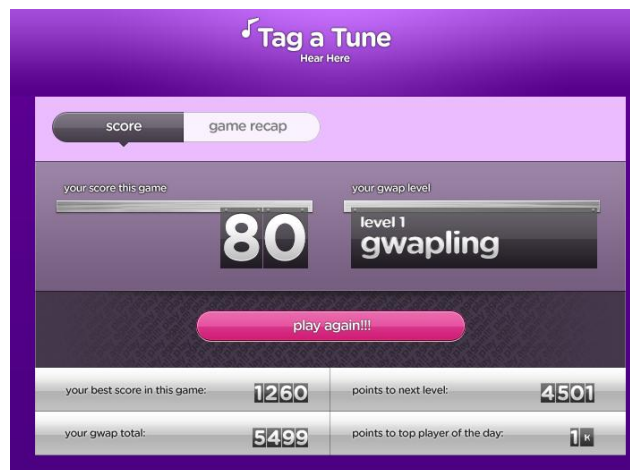 Tag a Tune
Hear Here
score game recap
your score this game
80
your gwap level
level 1
gwapling
play again!!!
your best score in this game: 1260
points to next level: 4501
your gwap total: 5499
points to top player of the day: 1K